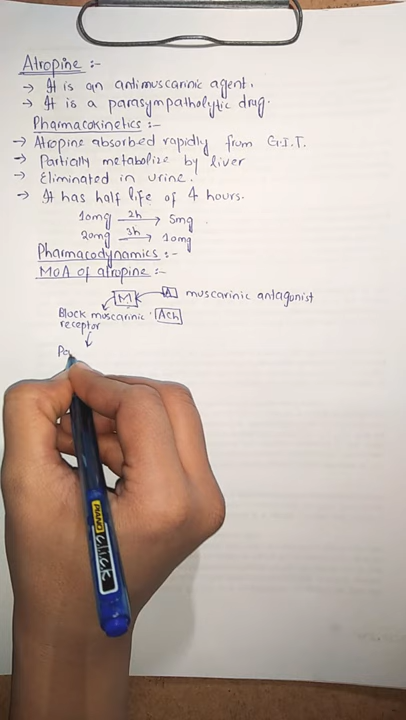 Atropine :-
→ It is an antimuscarinic agent.
→ It is a parasympatholytic drug.
Pharmacokinetics :-
→ Atropine absorbed rapidly from G.I.T.
→ Partially metabolize by liver
→ Eliminated in urine.
→ It has half life of 4 hours.
10mg 2h→ 5mg
20mg 3h→ 10mg
Pharmacodynamics :-
MOA of atropine :-
M ← A muscarinic antagonist
Block muscarinic Ach
receptor
Pa
PIANO
click